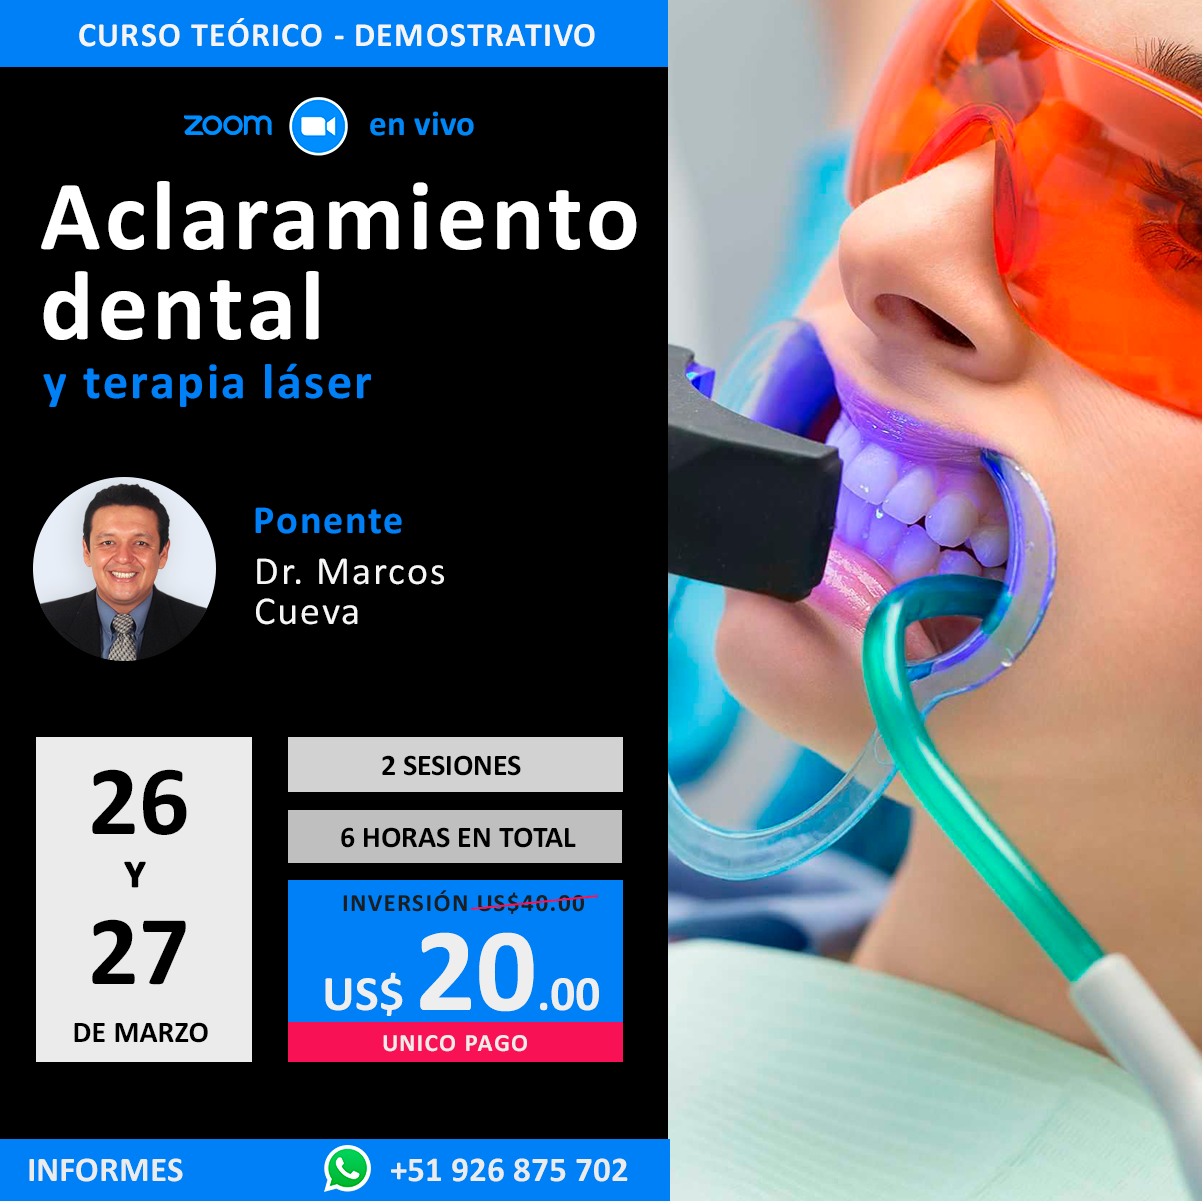 CURSO TEÓRICO - DEMOSTRATIVO
zoom en vivo
Aclaramiento
dental
y terapia láser
Ponente
Dr. Marcos
Cueva
26
Y
27
DE MARZO
2 SESIONES
6 HORAS EN TOTAL
INVERSIÓN US$40.00
US$ 20.00
UNICO PAGO
INFORMES +51 926 875 702